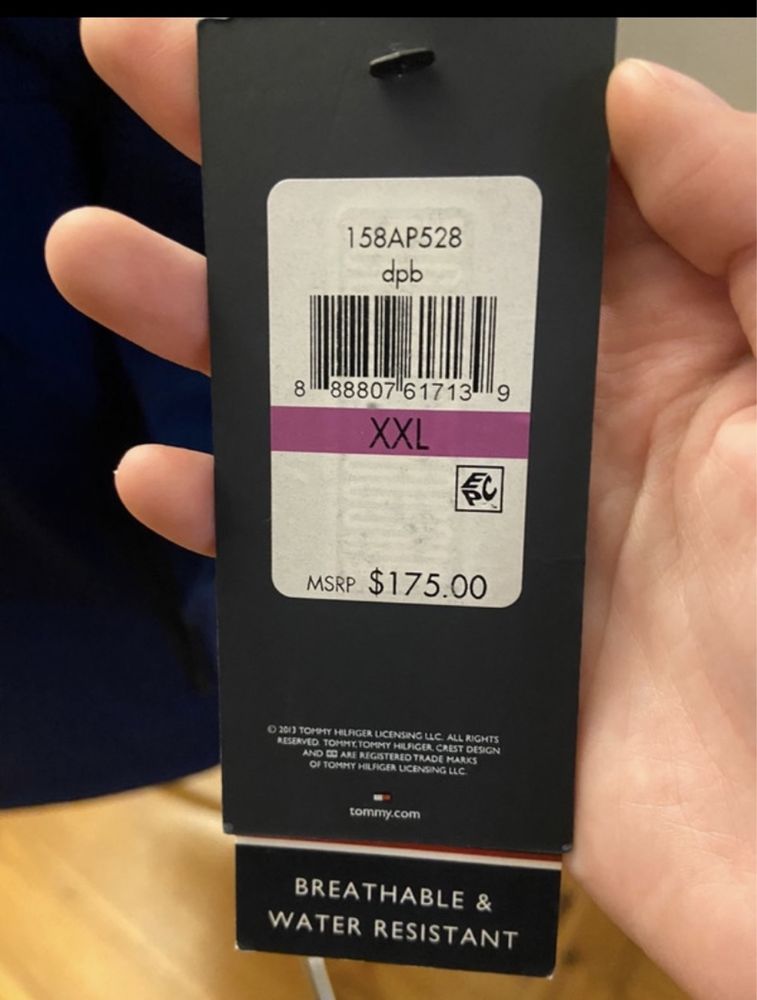 158AP528
dpb
8 88807 61713 9
XXL
EPC
MSRP $175.00
© 2013 TOMMY HILFIGER LICENSING LLC. ALL RIGHTS
RESERVED. TOMMY, TOMMY HILFIGER, CREST DESIGN
AND ARE REGISTERED TRADE MARKS
OF TOMMY HILFIGER LICENSING LLC.
tommy.com
BREATHABLE &
WATER RESISTANT